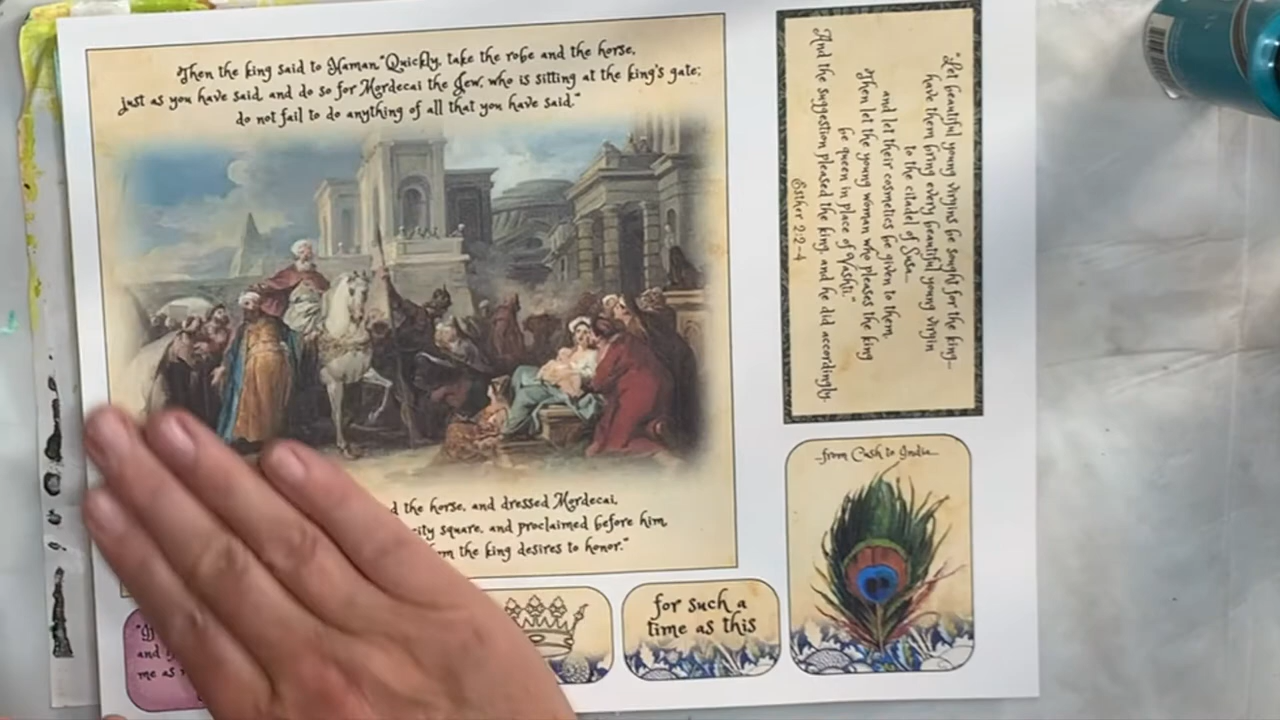 Then the king said to Haman, "Quickly, take the robe and the horse,
just as you have said, and do so for Mordecai the Jew, who is sitting at the king's gate;
do not fail to do anything of all that you have said."
d the horse, and dressed Mordecai,
city square, and proclaimed before him,
the king desires to honor."
"If
and
me as
for such a
time as this
"Let beautiful young virgins be sought for the king...
have them bring every beautiful young virgin
to the citadel of Susa...
and let their cosmetics be given to them.
Then let the young woman who pleases the king
be queen in place of Vashti."
And the suggestion pleased the king, and he did accordingly.
Esther 2:2-4
...from Cush to India...